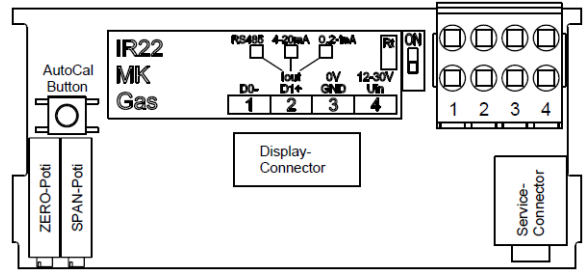 IR22
MK
Gas
RS485 4-20mA 0,2-1mA
Rt
ON
Iout 0V 12-30V
D0- D1+ GND Uin
1 2 3 4
1 2 3 4
AutoCal
Button
ZERO-Poti
SPAN-Poti
Display-
Connector
Service-
Connector